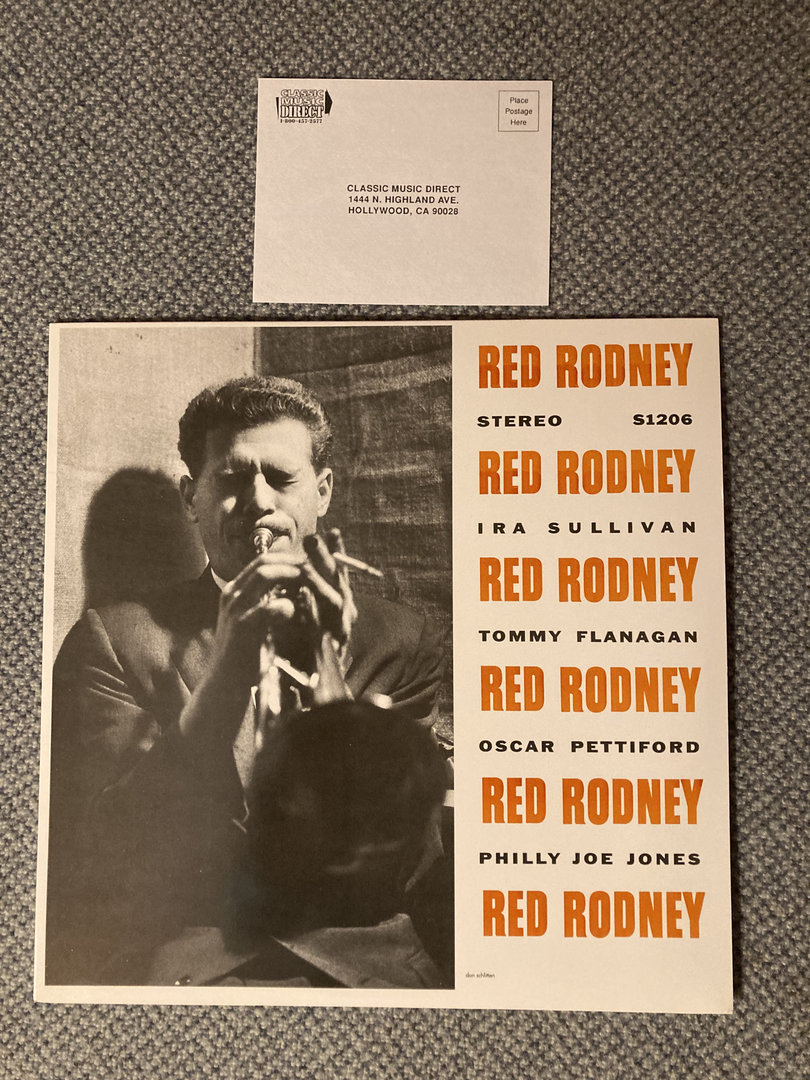 CLASSIC
MUSIC
DIRECT
1-800-457-2577
Place
Postage
Here
CLASSIC MUSIC DIRECT
1444 N. HIGHLAND AVE.
HOLLYWOOD, CA 90028
RED RODNEY
STEREO S1206
RED RODNEY
IRA SULLIVAN
RED RODNEY
TOMMY FLANAGAN
RED RODNEY
OSCAR PETTIFORD
RED RODNEY
PHILLY JOE JONES
RED RODNEY
don schlitten